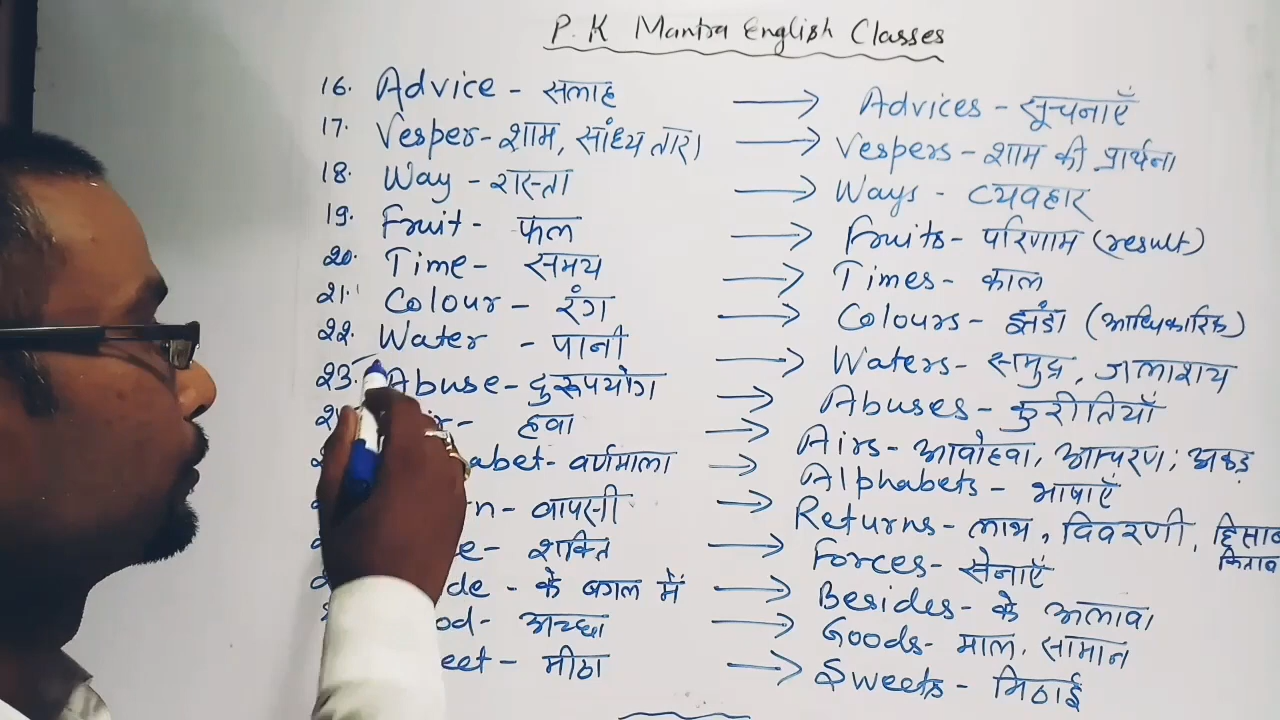 P. K Mantra English Classes
16. Advice - सलाह → Advices - सूचनाएँ
17. Vesper - शाम, सांध्य तारा → Vespers - शाम की प्रार्थना
18. Way - रास्ता → Ways - व्यवहार
19. Fruit - फल → Fruits - परिणाम (result)
20. Time - समय → Times - काल
21. Colour - रंग → Colours - झंडा (आधिकारिक)
22. Water - पानी → Waters - समुद्र, जलाशय
23. Abuse - दुरूपयोग → Abuses - कुरीतियाँ
हवा → Airs - आवोहवा, आचरण, अकड़
abet - वर्णमाला → Alphabets - भाषाएँ
n - वापसी → Returns - लाभ, विवरणी, हिसाब किताब
e - शक्ति → Forces - सेनाएँ
de - के बगल में → Besides - के अलावा
od - अच्छा → Goods - माल, सामान
eet - मीठा → Sweets - मिठाई